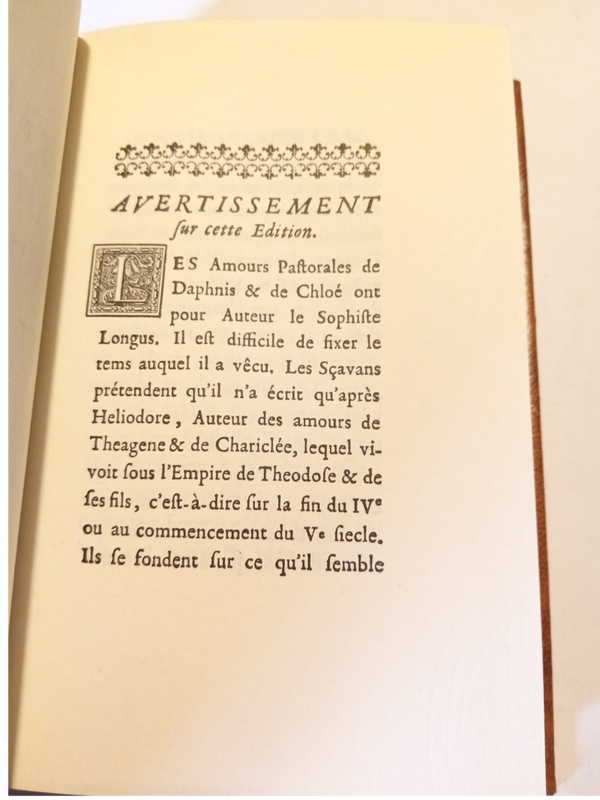 AVERTISSEMENT
ſur cette Edition.
LES Amours Paſtorales de
Daphnis & de Chloé ont
pour Auteur le Sophiſte
Longus. Il eſt difficile de fixer le
tems auquel il a vêcu. Les Sçavans
prétendent qu'il n'a écrit qu'après
Heliodore, Auteur des amours de
Theagene & de Chariclée, lequel vi-
voit ſous l'Empire de Theodoſe & de
ſes fils, c'eſt-à-dire ſur la fin du IVe
ou au commencement du Ve ſiecle.
Ils ſe fondent ſur ce qu'il ſemble